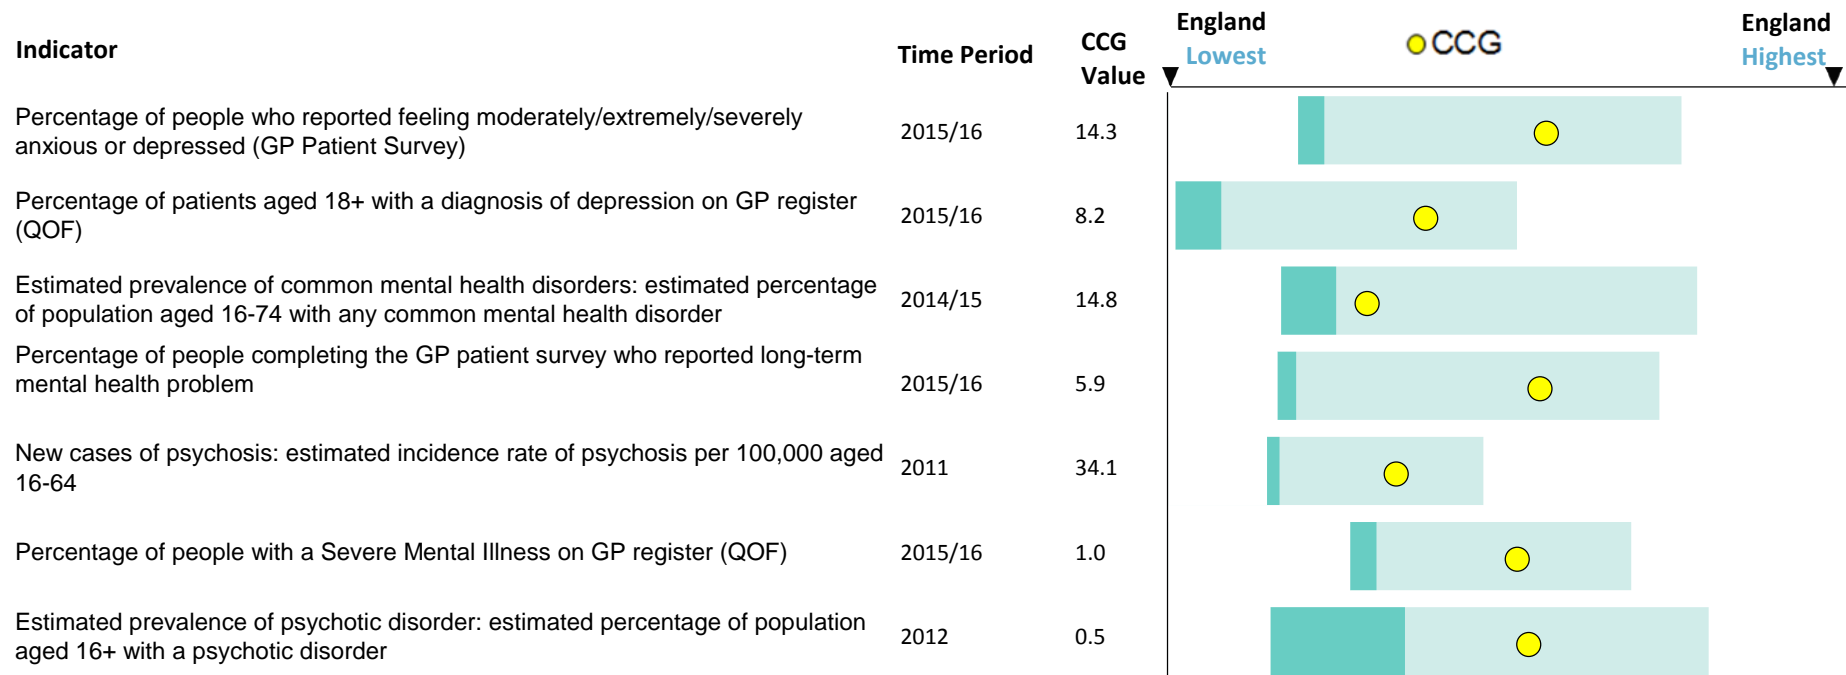 Indicator
Time Period
CCG
Value
England
Lowest
CCG
England
Highest
Percentage of people who reported feeling moderately/extremely/severely
anxious or depressed (GP Patient Survey)
2015/16
14.3
Percentage of patients aged 18+ with a diagnosis of depression on GP register
(QOF)
2015/16
8.2
Estimated prevalence of common mental health disorders: estimated percentage
of population aged 16-74 with any common mental health disorder
2014/15
14.8
Percentage of people completing the GP patient survey who reported long-term
mental health problem
2015/16
5.9
New cases of psychosis: estimated incidence rate of psychosis per 100,000 aged
16-64
2011
34.1
Percentage of people with a Severe Mental Illness on GP register (QOF)
2015/16
1.0
Estimated prevalence of psychotic disorder: estimated percentage of population
aged 16+ with a psychotic disorder
2012
0.5